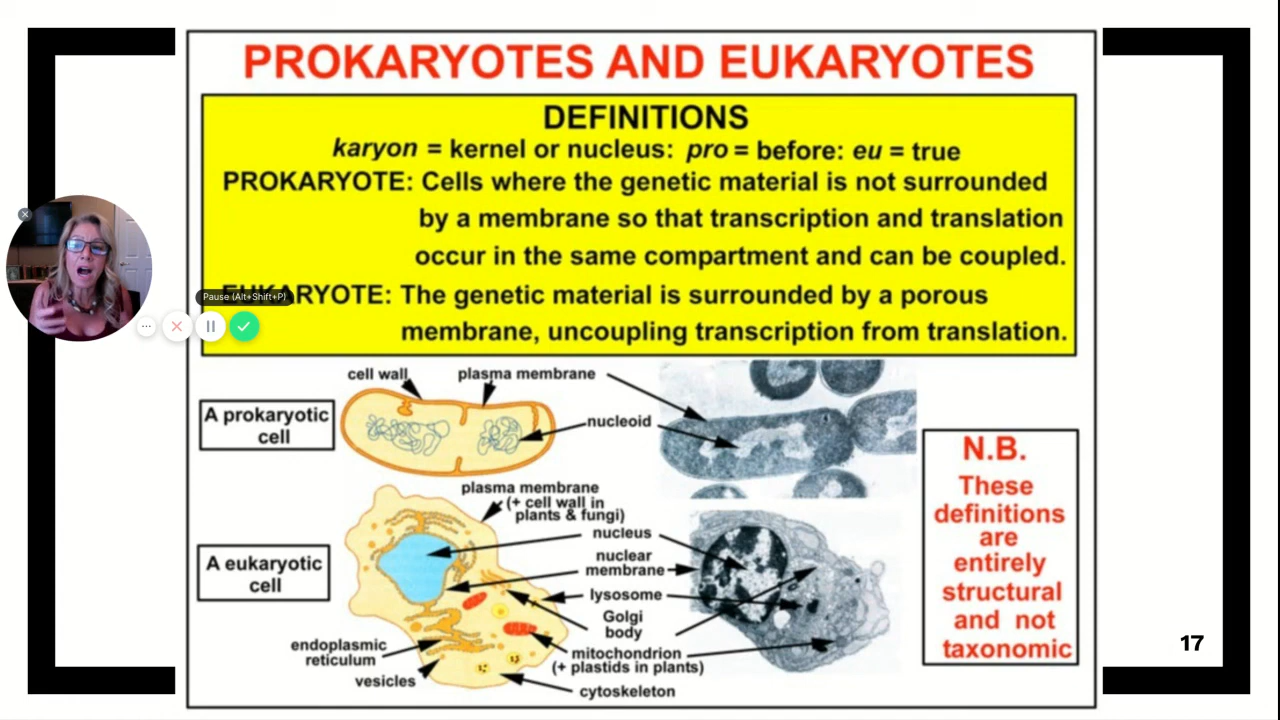 PROKARYOTES AND EUKARYOTES
DEFINITIONS
karyon = kernel or nucleus: pro = before: eu = true
PROKARYOTE: Cells where the genetic material is not surrounded
by a membrane so that transcription and translation
occur in the same compartment and can be coupled.
Pause (Alt+Shift+P)
EUKARYOTE: The genetic material is surrounded by a porous
membrane, uncoupling transcription from translation.
cell wall
plasma membrane
A prokaryotic
cell
nucleoid
plasma membrane
(+ cell wall in
plants & fungi)
nucleus
nuclear
membrane
A eukaryotic
cell
lysosome
Golgi
body
endoplasmic
reticulum
mitochondrion
(+ plastids in plants)
vesicles
cytoskeleton
N.B.
These
definitions
are
entirely
structural
and not
taxonomic
17